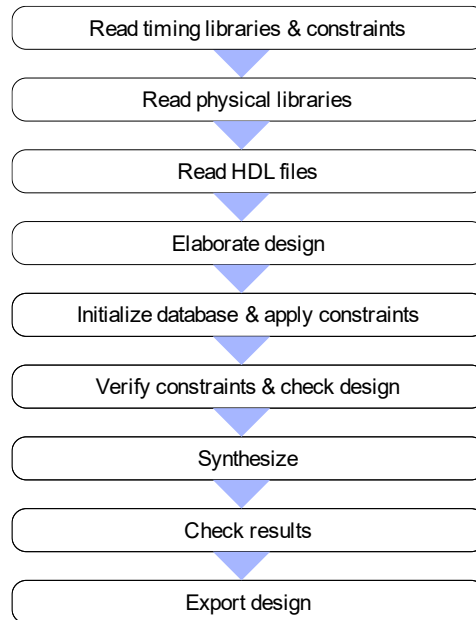 Read timing libraries & constraints
Read physical libraries
Read HDL files
Elaborate design
Initialize database & apply constraints
Verify constraints & check design
Synthesize
Check results
Export design